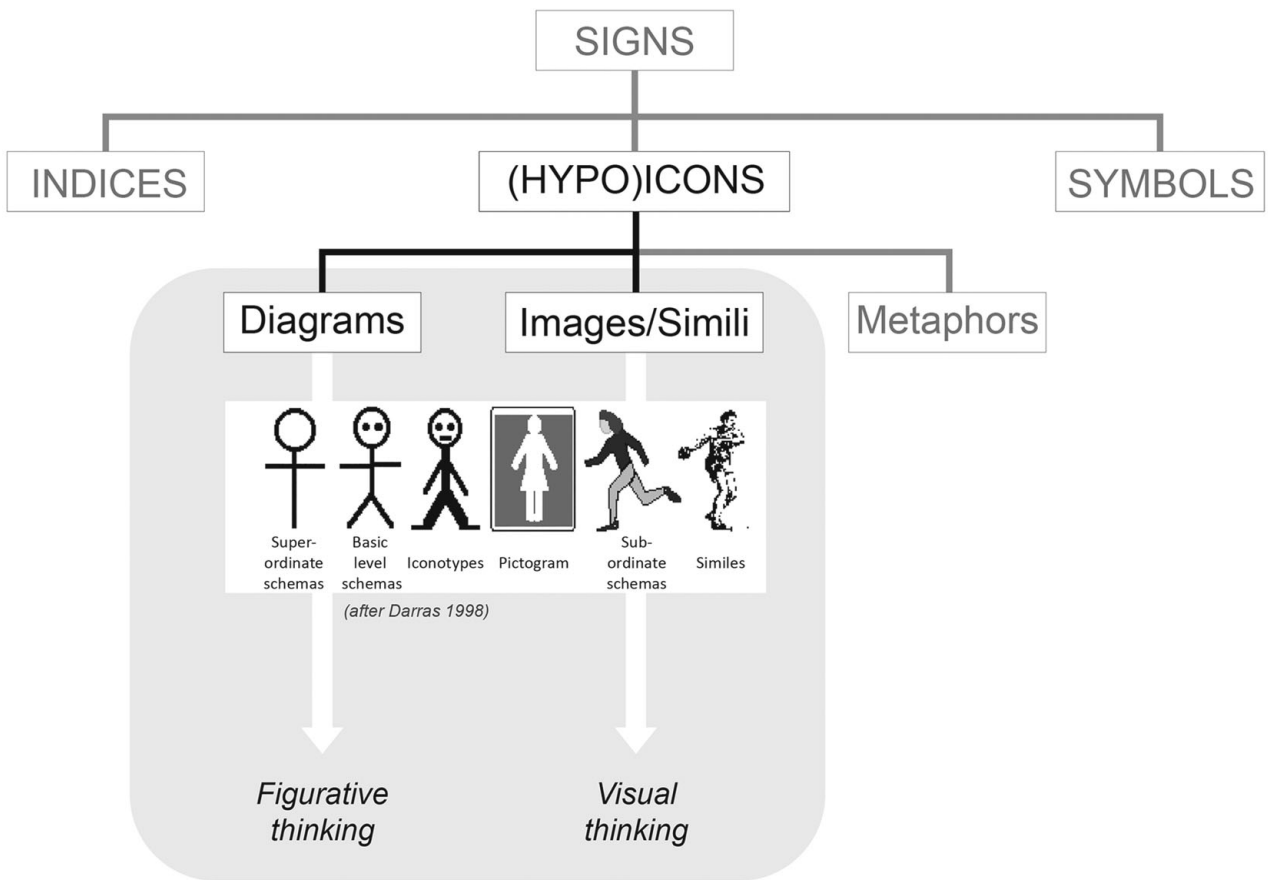 SIGNS
INDICES
(HYPO)ICONS
SYMBOLS
Diagrams
Images/Simili
Metaphors
Super-
ordinate
schemas
Basic
level
schemas
Iconotypes
Pictogram
Sub-
ordinate
schemas
Similes
(after Darras 1998)
Figurative
thinking
Visual
thinking